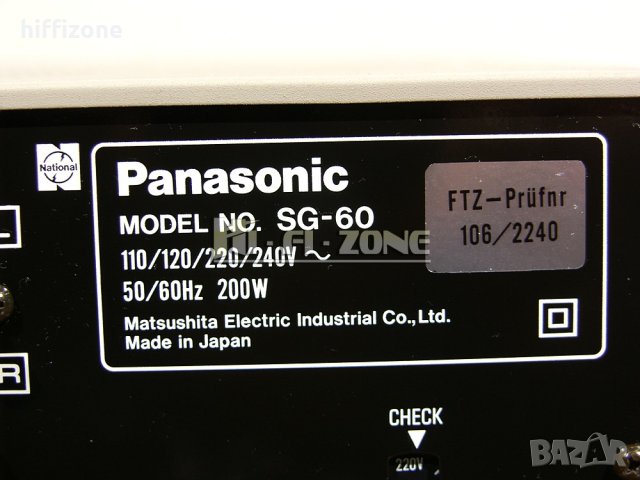 hiffizone
National
Panasonic
MODEL NO. SG-60
110/120/220/240V ~
50/60Hz 200W
Matsushita Electric Industrial Co., Ltd.
Made in Japan
FTZ-Prüfnr
106/2240
HI-FI-ZONE
L
R
CHECK
220V
BAZAR